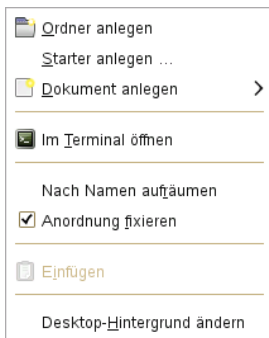 Ordner anlegen
Starter anlegen ...
Dokument anlegen
Im Terminal öffnen
Nach Namen aufräumen
Anordnung fixieren
Einfügen
Desktop-Hintergrund ändern